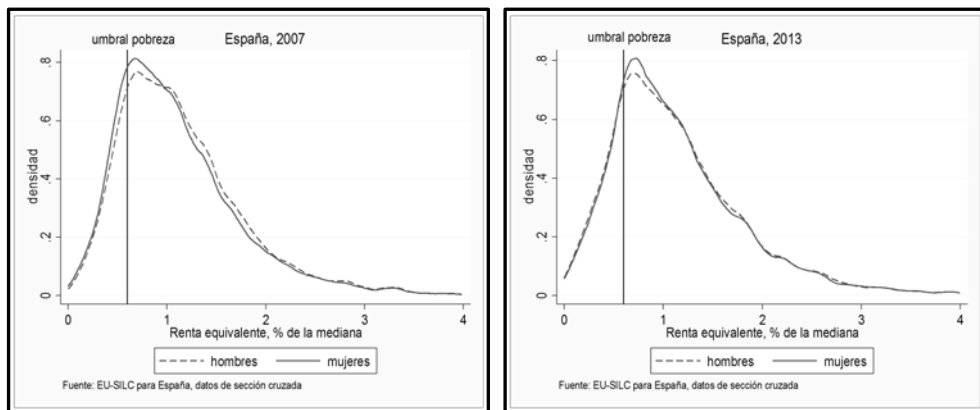 umbral pobreza España, 2007
.8
.6
.4
.2
0
densidad
0 1 2 3 4
Renta equivalente, % de la mediana
hombres mujeres
Fuente: EU-SILC para España, datos de sección cruzada
umbral pobreza España, 2013
.8
.6
.4
.2
0
densidad
0 1 2 3 4
Renta equivalente, % de la mediana
hombres mujeres
Fuente: EU-SILC para España, datos de sección cruzada